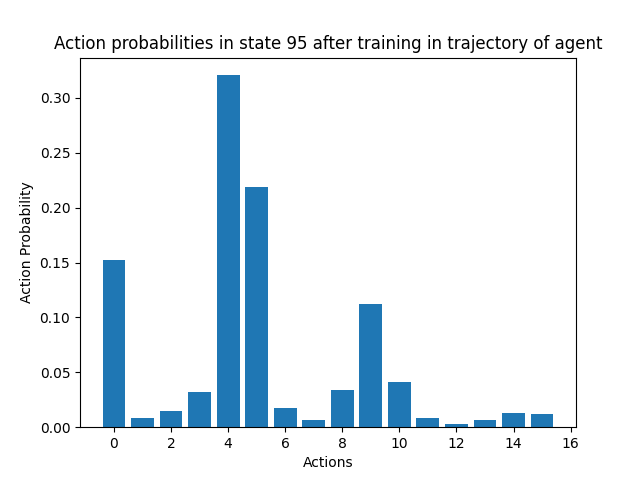 Action probabilities in state 95 after training in trajectory of agent
0.30
0.25
0.20
0.15
0.10
0.05
0.00
Action Probability
0 2 4 6 8 10 12 14 16
Actions